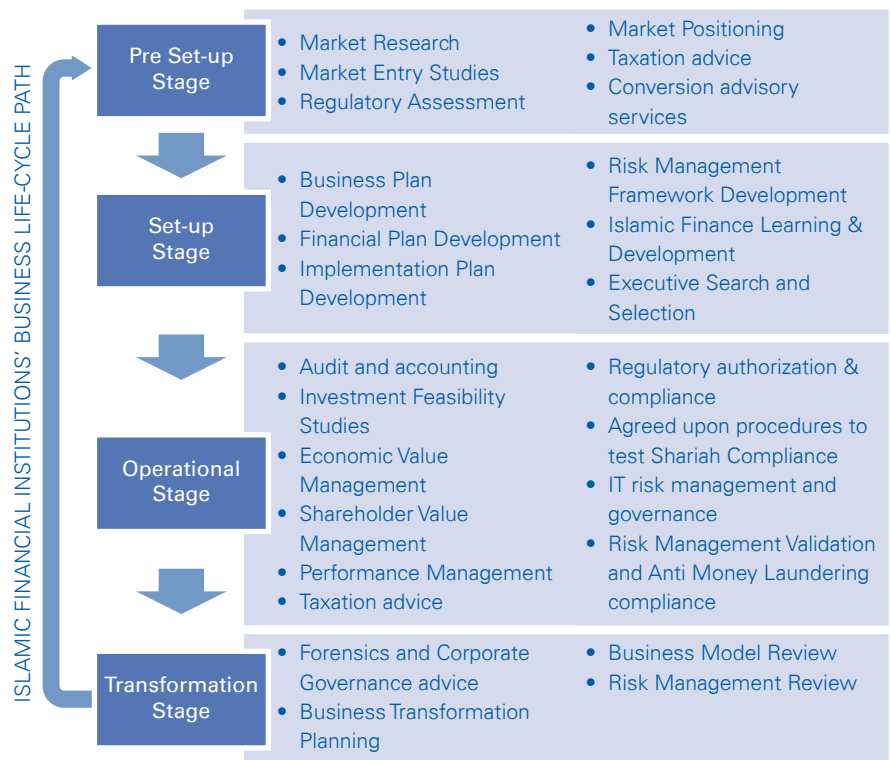 ISLAMIC FINANCIAL INSTITUTIONS' BUSINESS LIFE-CYCLE PATH
Pre Set-up
Stage
• Market Research
• Market Entry Studies
• Regulatory Assessment
• Market Positioning
• Taxation advice
• Conversion advisory
services
Set-up
Stage
• Business Plan
Development
• Financial Plan Development
• Implementation Plan
Development
• Risk Management
Framework Development
• Islamic Finance Learning &
Development
• Executive Search and
Selection
Operational
Stage
• Audit and accounting
• Investment Feasibility
Studies
• Economic Value
Management
• Shareholder Value
Management
• Performance Management
• Taxation advice
• Regulatory authorization &
compliance
• Agreed upon procedures to
test Shariah Compliance
• IT risk management and
governance
• Risk Management Validation
and Anti Money Laundering
compliance
Transformation
Stage
• Forensics and Corporate
Governance advice
• Business Transformation
Planning
• Business Model Review
• Risk Management Review